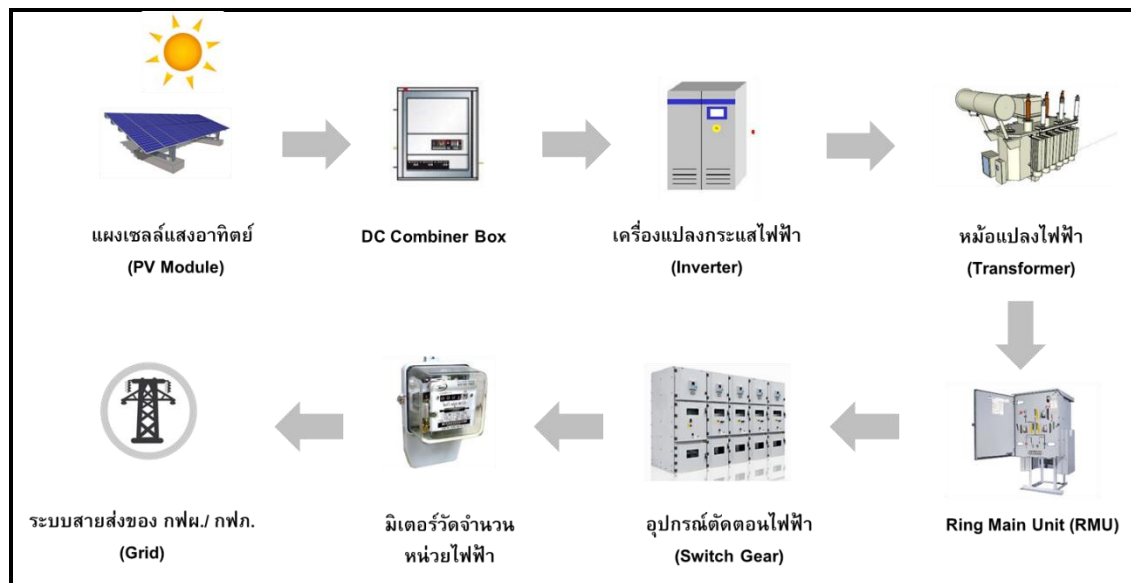 แผงเซลล์แสงอาทิตย์
(PV Module)
DC Combiner Box
เครื่องแปลงกระแสไฟฟ้า
(Inverter)
หม้อแปลงไฟฟ้า
(Transformer)
ระบบสายส่งของ กฟผ./ กฟภ.
(Grid)
มิเตอร์วัดจำนวน
หน่วยไฟฟ้า
อุปกรณ์ตัดตอนไฟฟ้า
(Switch Gear)
Ring Main Unit (RMU)